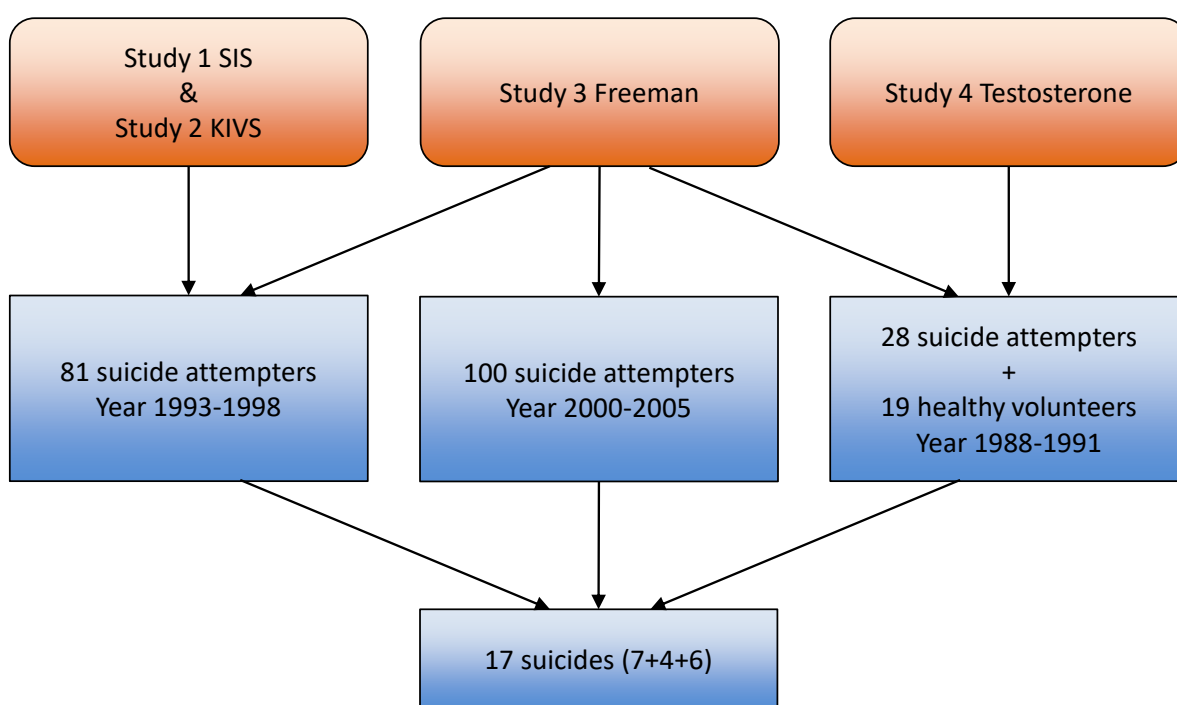 Study 1 SIS
&
Study 2 KIVS
Study 3 Freeman
Study 4 Testosterone
81 suicide attempters
Year 1993-1998
100 suicide attempters
Year 2000-2005
28 suicide attempters
+
19 healthy volunteers
Year 1988-1991
17 suicides (7+4+6)